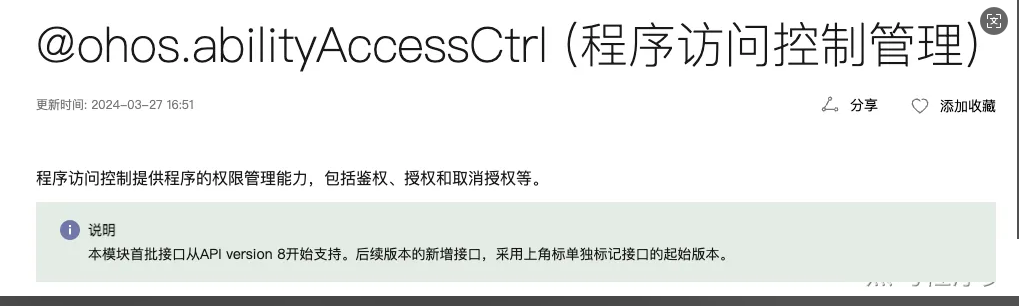 @ohos.abilityAccessCtrl (程序访问控制管理)
更新时间: 2024-03-27 16:51
分享
添加收藏
程序访问控制提供程序的权限管理能力，包括鉴权、授权和取消授权等。
说明
本模块首批接口从API version 8开始支持。后续版本的新增接口，采用上角标单独标记接口的起始版本。